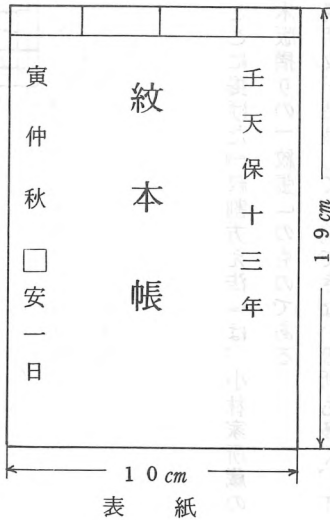 壬天保十三年
紋本帳
寅仲秋□安一日
19cm
10cm
表紙